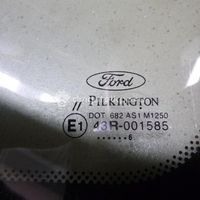 Ford
// PILKINGTON
DOT 682 AS1 M1250
E1 43R-001585
......6.